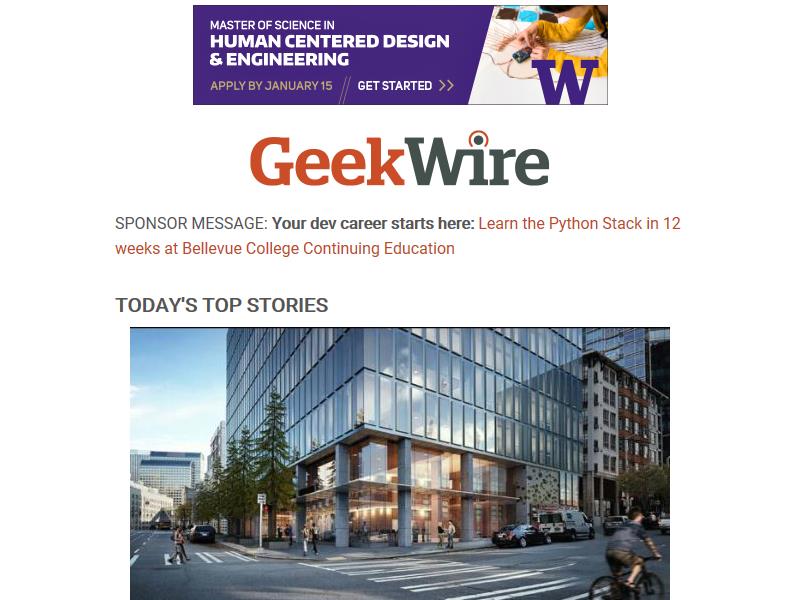 MASTER OF SCIENCE IN
HUMAN CENTERED DESIGN
& ENGINEERING
APPLY BY JANUARY 15 // GET STARTED >>
W
GeekWire
SPONSOR MESSAGE: Your dev career starts here: Learn the Python Stack in 12
weeks at Bellevue College Continuing Education
TODAY'S TOP STORIES